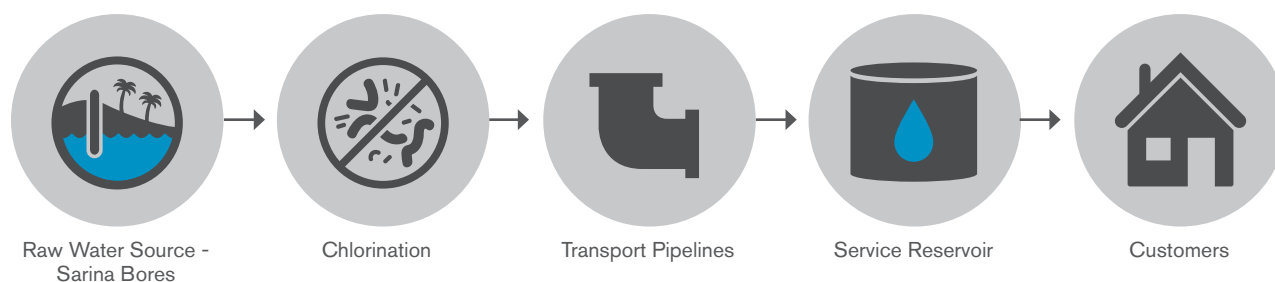 Raw Water Source -
Sarina Bores
Chlorination
Transport Pipelines
Service Reservoir
Customers